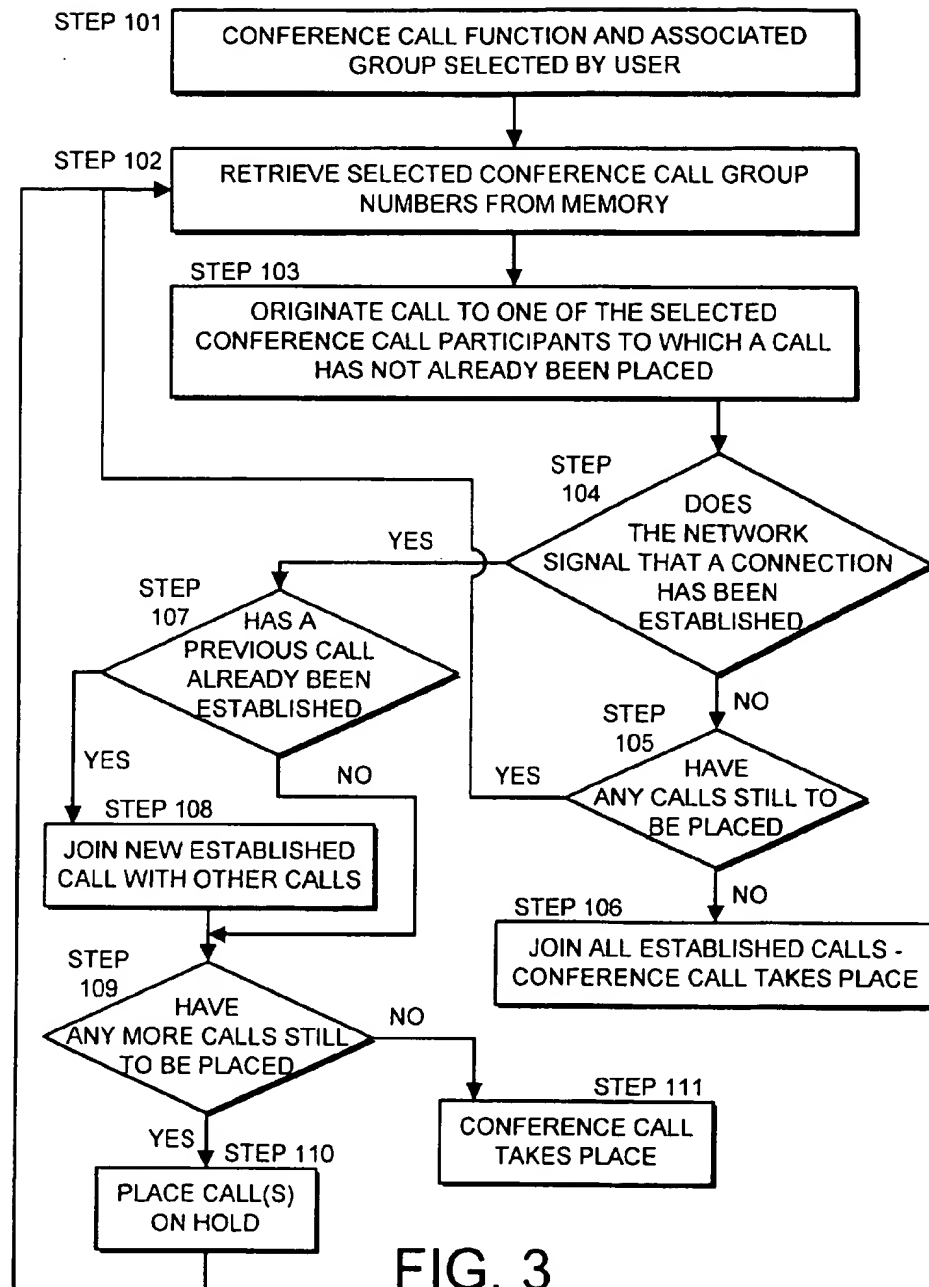 STEP 101
CONFERENCE CALL FUNCTION AND ASSOCIATED
GROUP SELECTED BY USER
STEP 102
RETRIEVE SELECTED CONFERENCE CALL GROUP
NUMBERS FROM MEMORY
STEP 103
ORIGINATE CALL TO ONE OF THE SELECTED
CONFERENCE CALL PARTICIPANTS TO WHICH A CALL
HAS NOT ALREADY BEEN PLACED
STEP
104
DOES
THE NETWORK
SIGNAL THAT A CONNECTION
HAS BEEN
ESTABLISHED
YES
NO
STEP
107
HAS A
PREVIOUS CALL
ALREADY BEEN
ESTABLISHED
YES
NO
STEP
105
HAVE
ANY CALLS STILL TO
BE PLACED
YES
NO
STEP 108
JOIN NEW ESTABLISHED
CALL WITH OTHER CALLS
STEP 106
JOIN ALL ESTABLISHED CALLS -
CONFERENCE CALL TAKES PLACE
STEP
109
HAVE
ANY MORE CALLS STILL
TO BE PLACED
NO
YES
STEP 111
CONFERENCE CALL
TAKES PLACE
STEP 110
PLACE CALL(S)
ON HOLD
FIG. 3